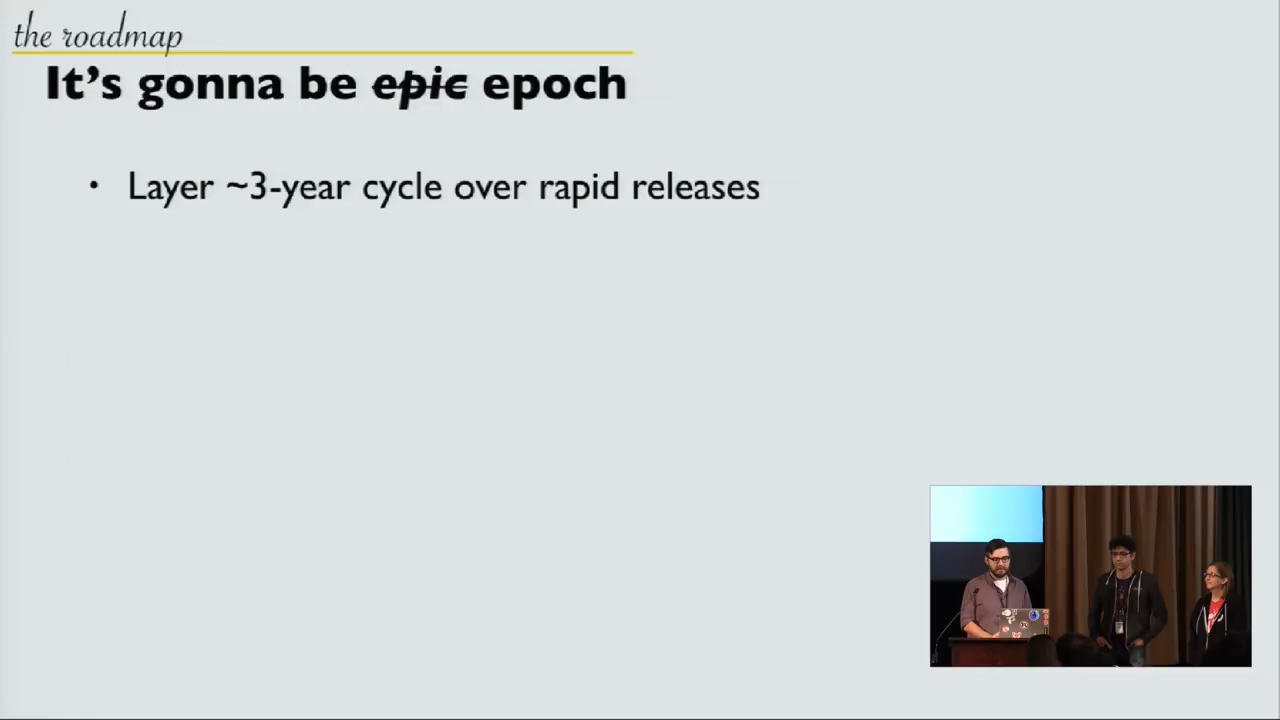 the roadmap
It's gonna be epic epoch
• Layer ~3-year cycle over rapid releases